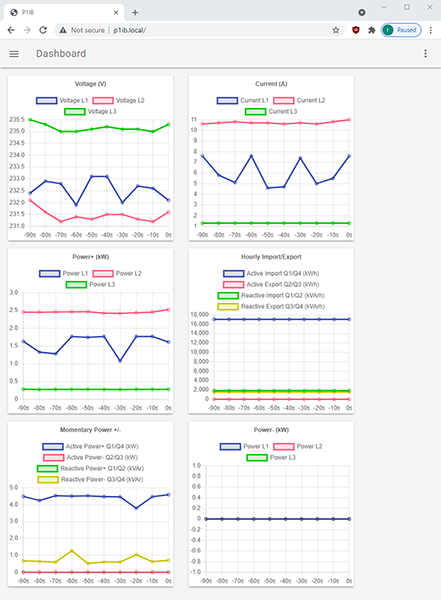 P1IB
Not secure | p1ib.local/
Paused
Dashboard
Voltage (V)
Voltage L1 Voltage L2
Voltage L3
235.5
235.0
234.5
234.0
233.5
233.0
232.5
232.0
231.5
231.0
-90s -80s -70s -60s -50s -40s -30s -20s -10s 0s
Current (A)
Current L1 Current L2
Current L3
11
10
9
8
7
6
5
4
3
2
1
-90s -80s -70s -60s -50s -40s -30s -20s -10s 0s
Power+ (kW)
Power L1 Power L2
Power L3
3.0
2.5
2.0
1.5
1.0
0.5
0
-90s -80s -70s -60s -50s -40s -30s -20s -10s 0s
Hourly Import/Export
Active Import Q1/Q4 (kWh)
Active Export Q2/Q3 (kWh)
Reactive Import Q1/Q2 (kVArh)
Reactive Export Q3/Q4 (kVArh)
18,000
16,000
14,000
12,000
10,000
8,000
6,000
4,000
2,000
0
-90s -80s -70s -60s -50s -40s -30s -20s -10s 0s
Momentary Power +/-
Active Power+ Q1/Q4 (kW)
Active Power- Q2/Q3 (kW)
Reactive Power+ Q1/Q2 (kVAr)
Reactive Power- Q3/Q4 (kVAr)
5.0
4.0
3.0
2.0
1.0
0
-90s -80s -70s -60s -50s -40s -30s -20s -10s 0s
Power- (kW)
Power L1 Power L2
Power L3
1.0
0.8
0.6
0.4
0.2
0
-0.2
-0.4
-0.6
-0.8
-1.0
-90s -80s -70s -60s -50s -40s -30s -20s -10s 0s